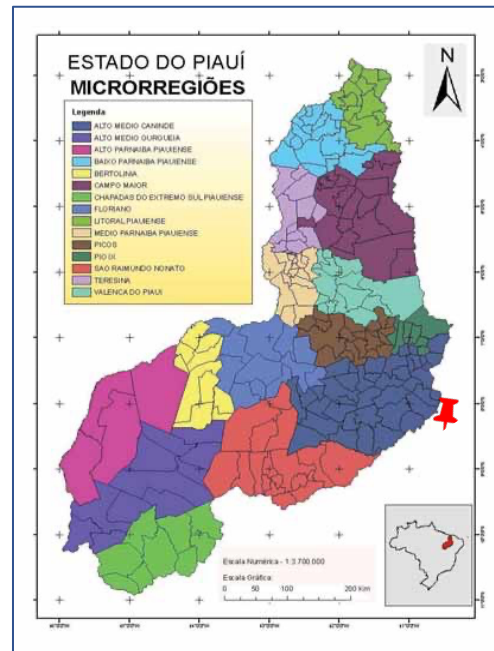 ESTADO DO PIAUÍ
MICRORREGIÕES
N
Legenda
ALTO MEDIO CANINDE
ALTO MEDIO GURGUEIA
ALTO PARNAIBA PIAUIENSE
BAIXO PARNAIBA PIAUIENSE
BERTOLINIA
CAMPO MAIOR
CHAPADAS DO EXTREMO SUL PIAUIENSE
FLORIANO
LITORAL PIAUIENSE
MEDIO PARNAIBA PIAUIENSE
PICOS
PIO IX
SAO RAIMUNDO NONATO
TERESINA
VALENCA DO PIAUI
Escala Numérica - 1:3.700.000
Escala Gráfica:
0 50 100 200 Km